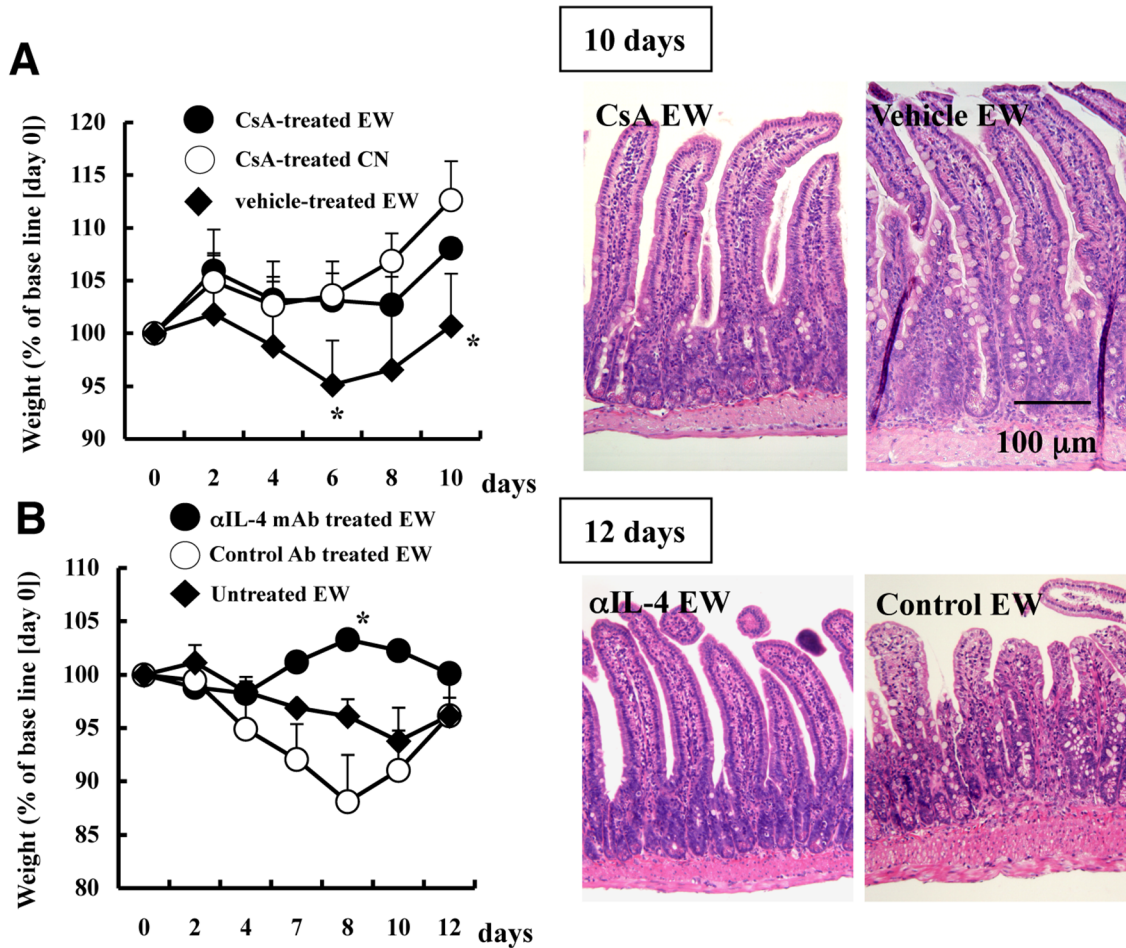 A
CsA-treated EW
CsA-treated CN
vehicle-treated EW
Weight (% of base line [day 0])
120
115
110
105
100
95
90
0 2 4 6 8 10 days
*
*
10 days
CsA EW
Vehicle EW
100 μm
B
αIL-4 mAb treated EW
Control Ab treated EW
Untreated EW
Weight (% of base line [day 0])
110
105
100
95
90
85
80
0 2 4 7 8 10 12 days
*
12 days
αIL-4 EW
Control EW